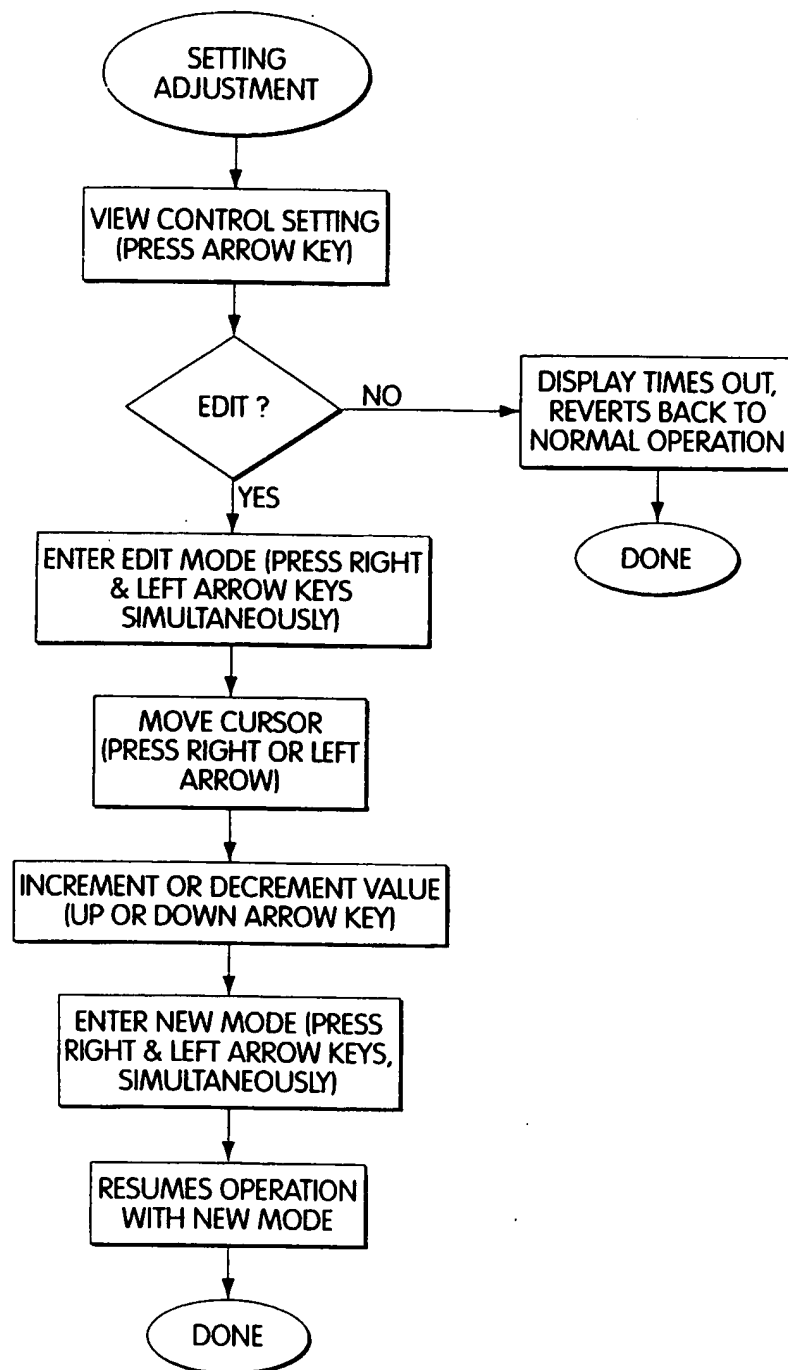 SETTING
ADJUSTMENT
VIEW CONTROL SETTING
(PRESS ARROW KEY)
EDIT ?
NO
DISPLAY TIMES OUT,
REVERTS BACK TO
NORMAL OPERATION
DONE
YES
ENTER EDIT MODE (PRESS RIGHT
& LEFT ARROW KEYS
SIMULTANEOUSLY)
MOVE CURSOR
(PRESS RIGHT OR LEFT
ARROW)
INCREMENT OR DECREMENT VALUE
(UP OR DOWN ARROW KEY)
ENTER NEW MODE (PRESS
RIGHT & LEFT ARROW KEYS,
SIMULTANEOUSLY)
RESUMES OPERATION
WITH NEW MODE
DONE